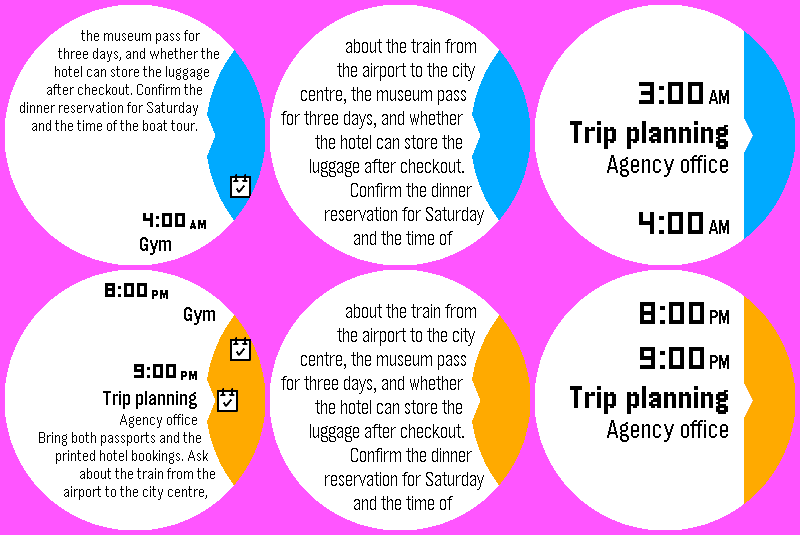 the museum pass for
three days, and whether the
hotel can store the luggage
after checkout. Confirm the
dinner reservation for Saturday
and the time of the boat tour.
4:00 AM
Gym
about the train from
the airport to the city
centre, the museum pass
for three days, and whether
the hotel can store the
luggage after checkout.
Confirm the dinner
reservation for Saturday
and the time of
3:00 AM
Trip planning
Agency office
4:00 AM
8:00 PM
Gym
9:00 PM
Trip planning
Agency office
Bring both passports and the
printed hotel bookings. Ask
about the train from the
airport to the city centre,
about the train from
the airport to the city
centre, the museum pass
for three days, and whether
the hotel can store the
luggage after checkout.
Confirm the dinner
reservation for Saturday
and the time of
8:00 PM
9:00 PM
Trip planning
Agency office